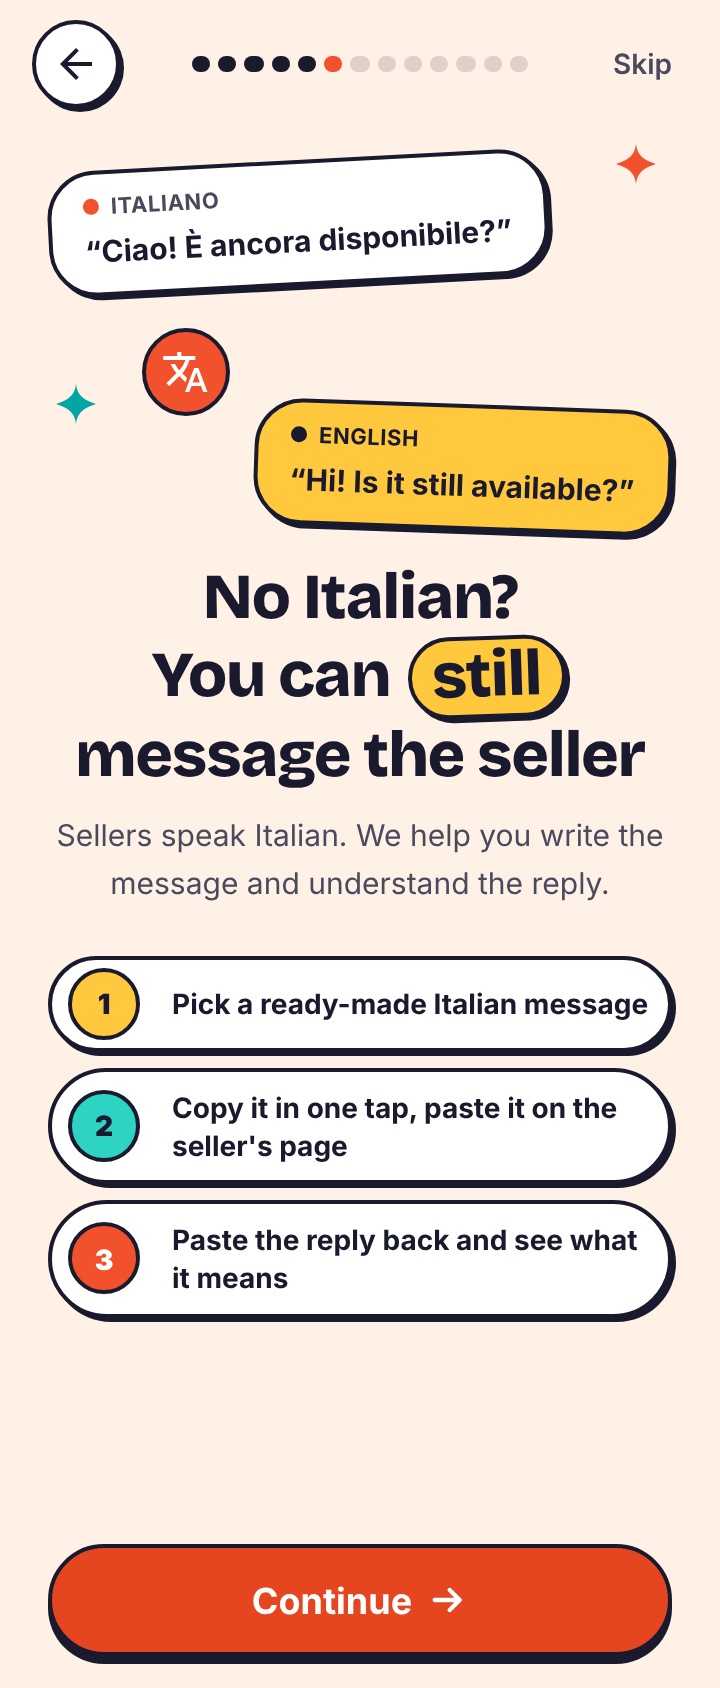 Skip
ITALIANO
“Ciao! È ancora disponibile?”
ENGLISH
“Hi! Is it still available?”
No Italian?
You can still
message the seller
Sellers speak Italian. We help you write the
message and understand the reply.
1 Pick a ready-made Italian message
2 Copy it in one tap, paste it on the
seller's page
3 Paste the reply back and see what
it means
Continue →